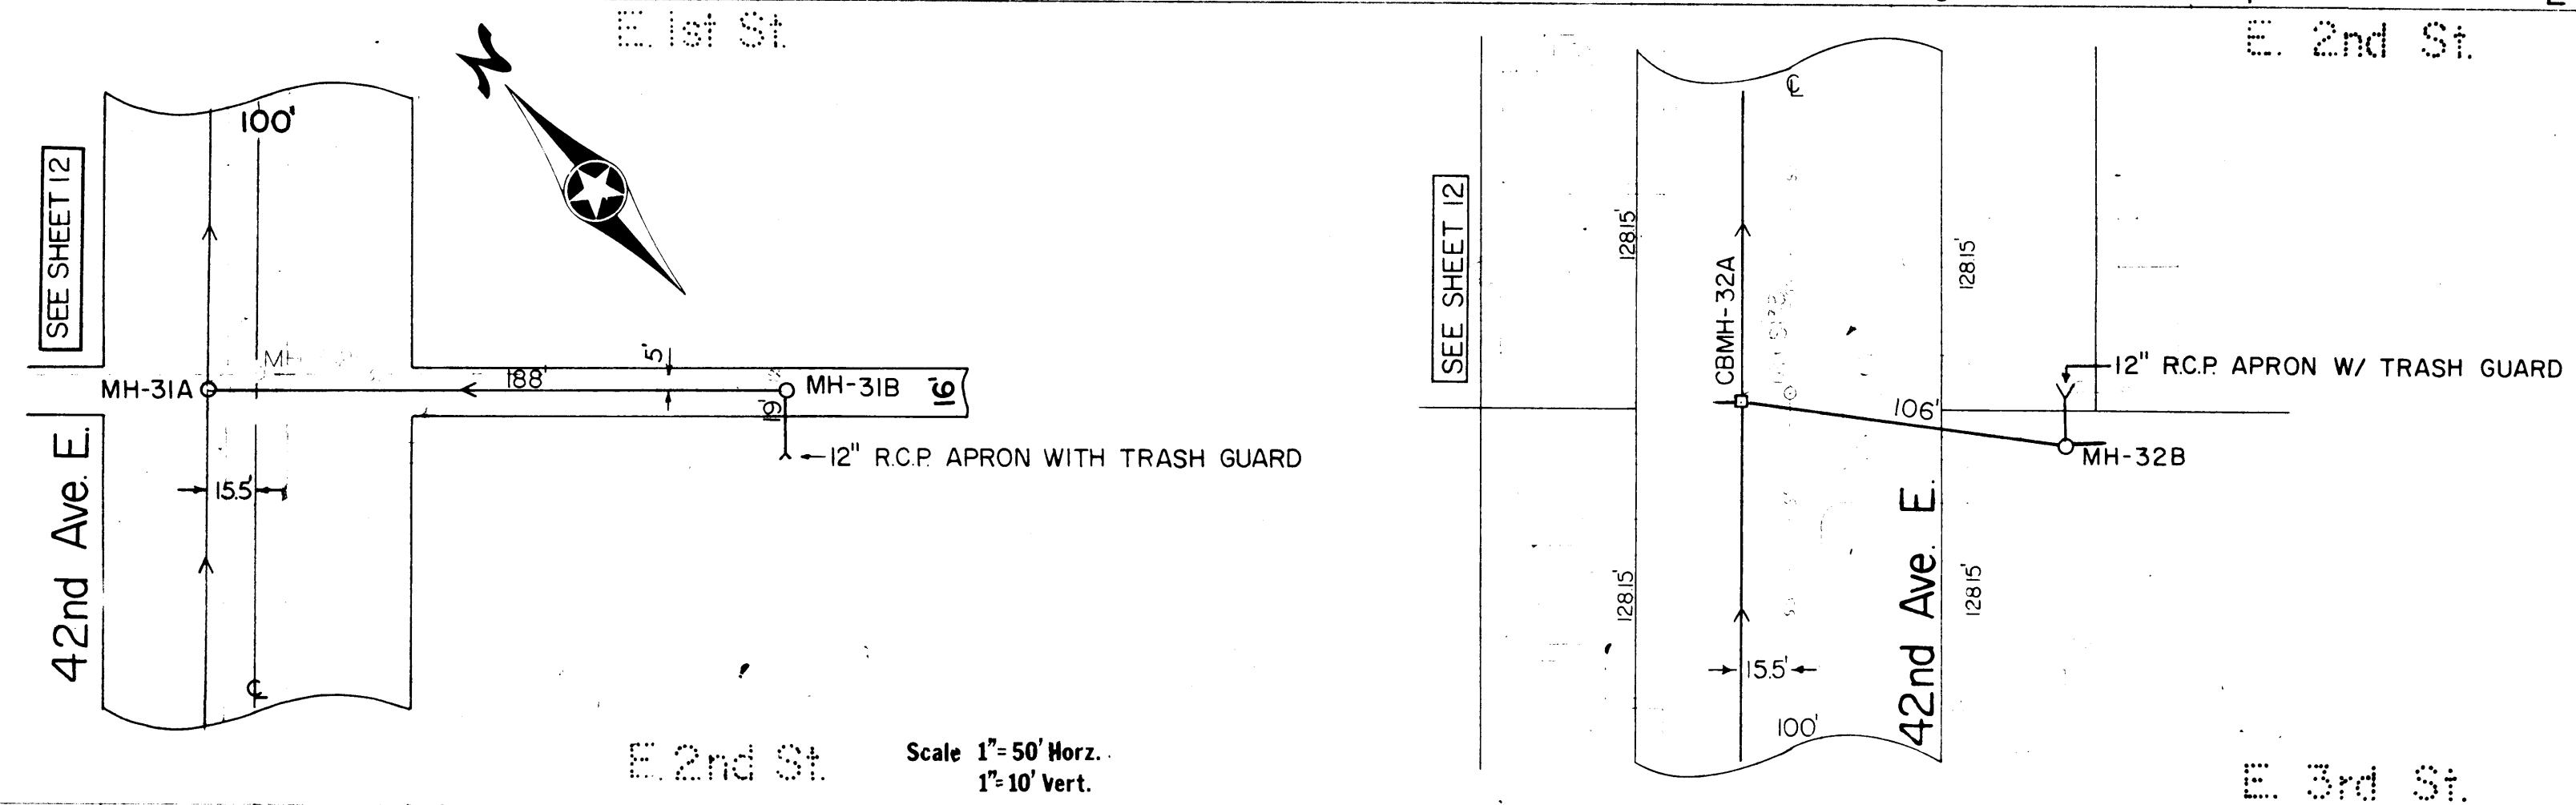 E. 1st St.
N
100'
SEE SHEET 12
MH
188'
5'
MH-31A
MH-31B
16'
19'
12" R.C.P. APRON WITH TRASH GUARD
15.5'
42nd Ave. E.
℄
E. 2nd St.
Scale 1"= 50' Horz.
1"= 10' Vert.
E. 2nd St.
℄
SEE SHEET 12
128.15'
128.15'
CBMH-32A
12" R.C.P. APRON W/ TRASH GUARD
106'
MH-32B
42nd Ave. E.
128.15'
128.15'
15.5'
100'
E. 3rd St.